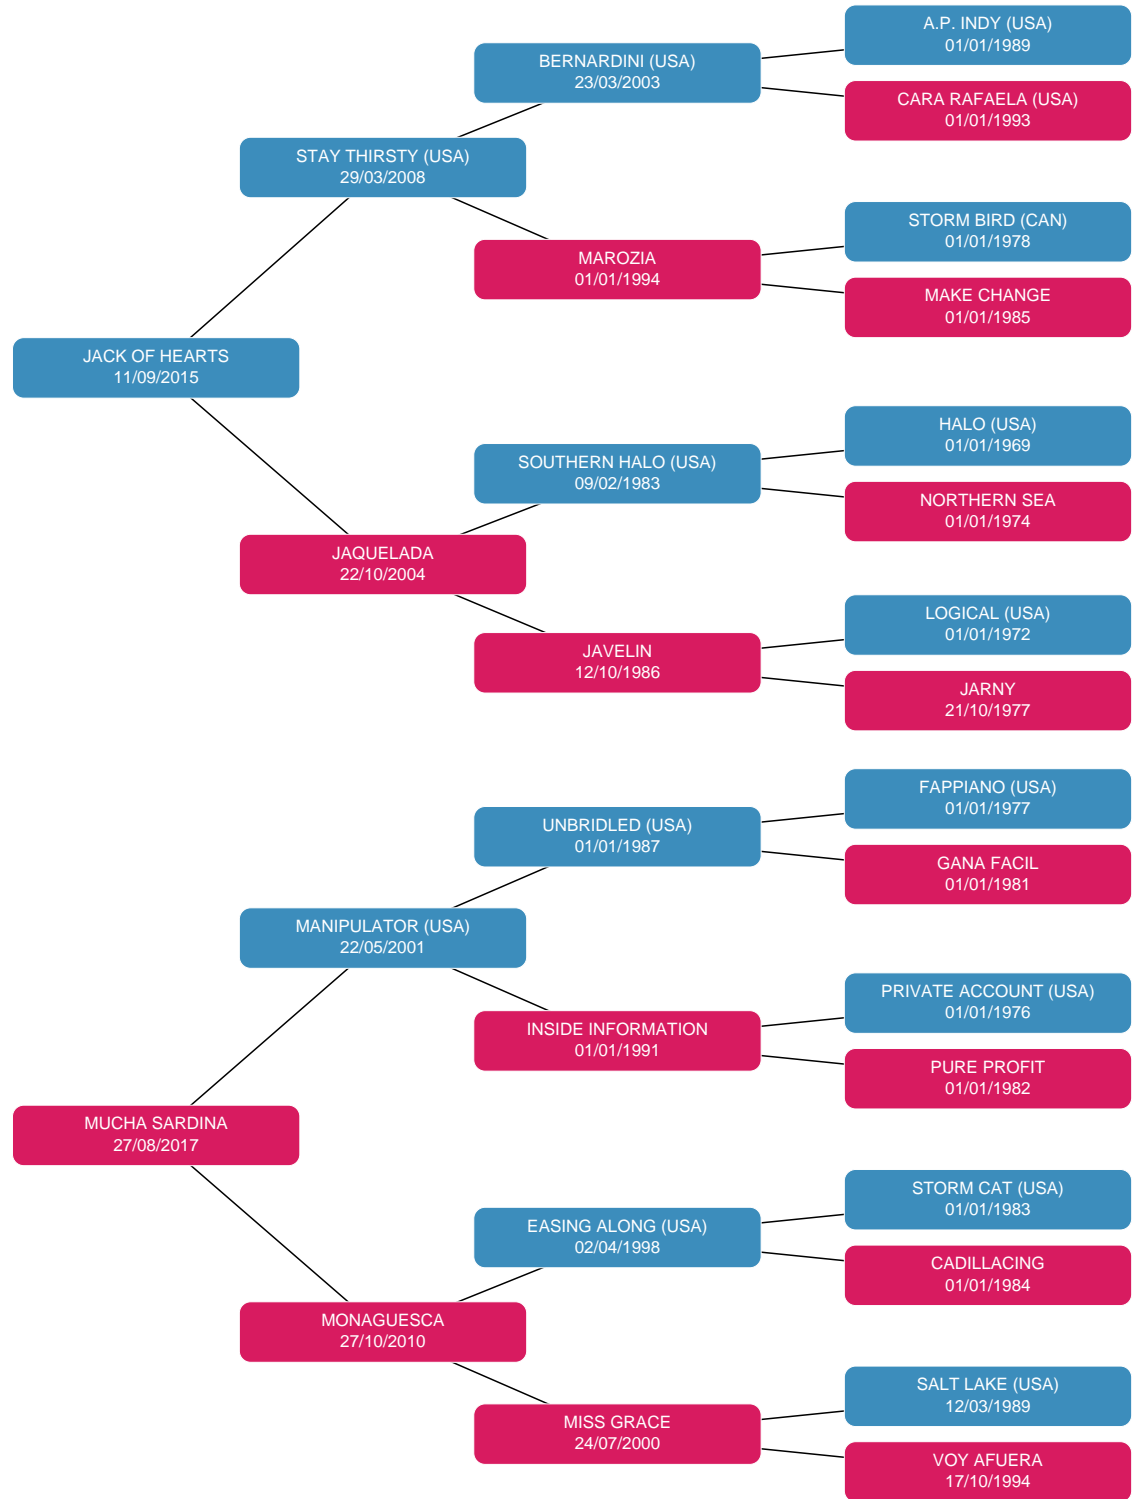 A.P. INDY (USA)
01/01/1989
BERNARDINI (USA)
23/03/2003
CARA RAFAELA (USA)
01/01/1993
STAY THIRSTY (USA)
29/03/2008
STORM BIRD (CAN)
01/01/1978
MAROZIA
01/01/1994
MAKE CHANGE
01/01/1985
JACK OF HEARTS
11/09/2015
HALO (USA)
01/01/1969
SOUTHERN HALO (USA)
09/02/1983
NORTHERN SEA
01/01/1974
JAQUELADA
22/10/2004
LOGICAL (USA)
01/01/1972
JAVELIN
12/10/1986
JARNY
21/10/1977
FAPPIANO (USA)
01/01/1977
UNBRIDLED (USA)
01/01/1987
GANA FACIL
01/01/1981
MANIPULATOR (USA)
22/05/2001
PRIVATE ACCOUNT (USA)
01/01/1976
INSIDE INFORMATION
01/01/1991
PURE PROFIT
01/01/1982
MUCHA SARDINA
27/08/2017
STORM CAT (USA)
01/01/1983
EASING ALONG (USA)
02/04/1998
CADILLACING
01/01/1984
MONAGUESCA
27/10/2010
SALT LAKE (USA)
12/03/1989
MISS GRACE
24/07/2000
VOY AFUERA
17/10/1994